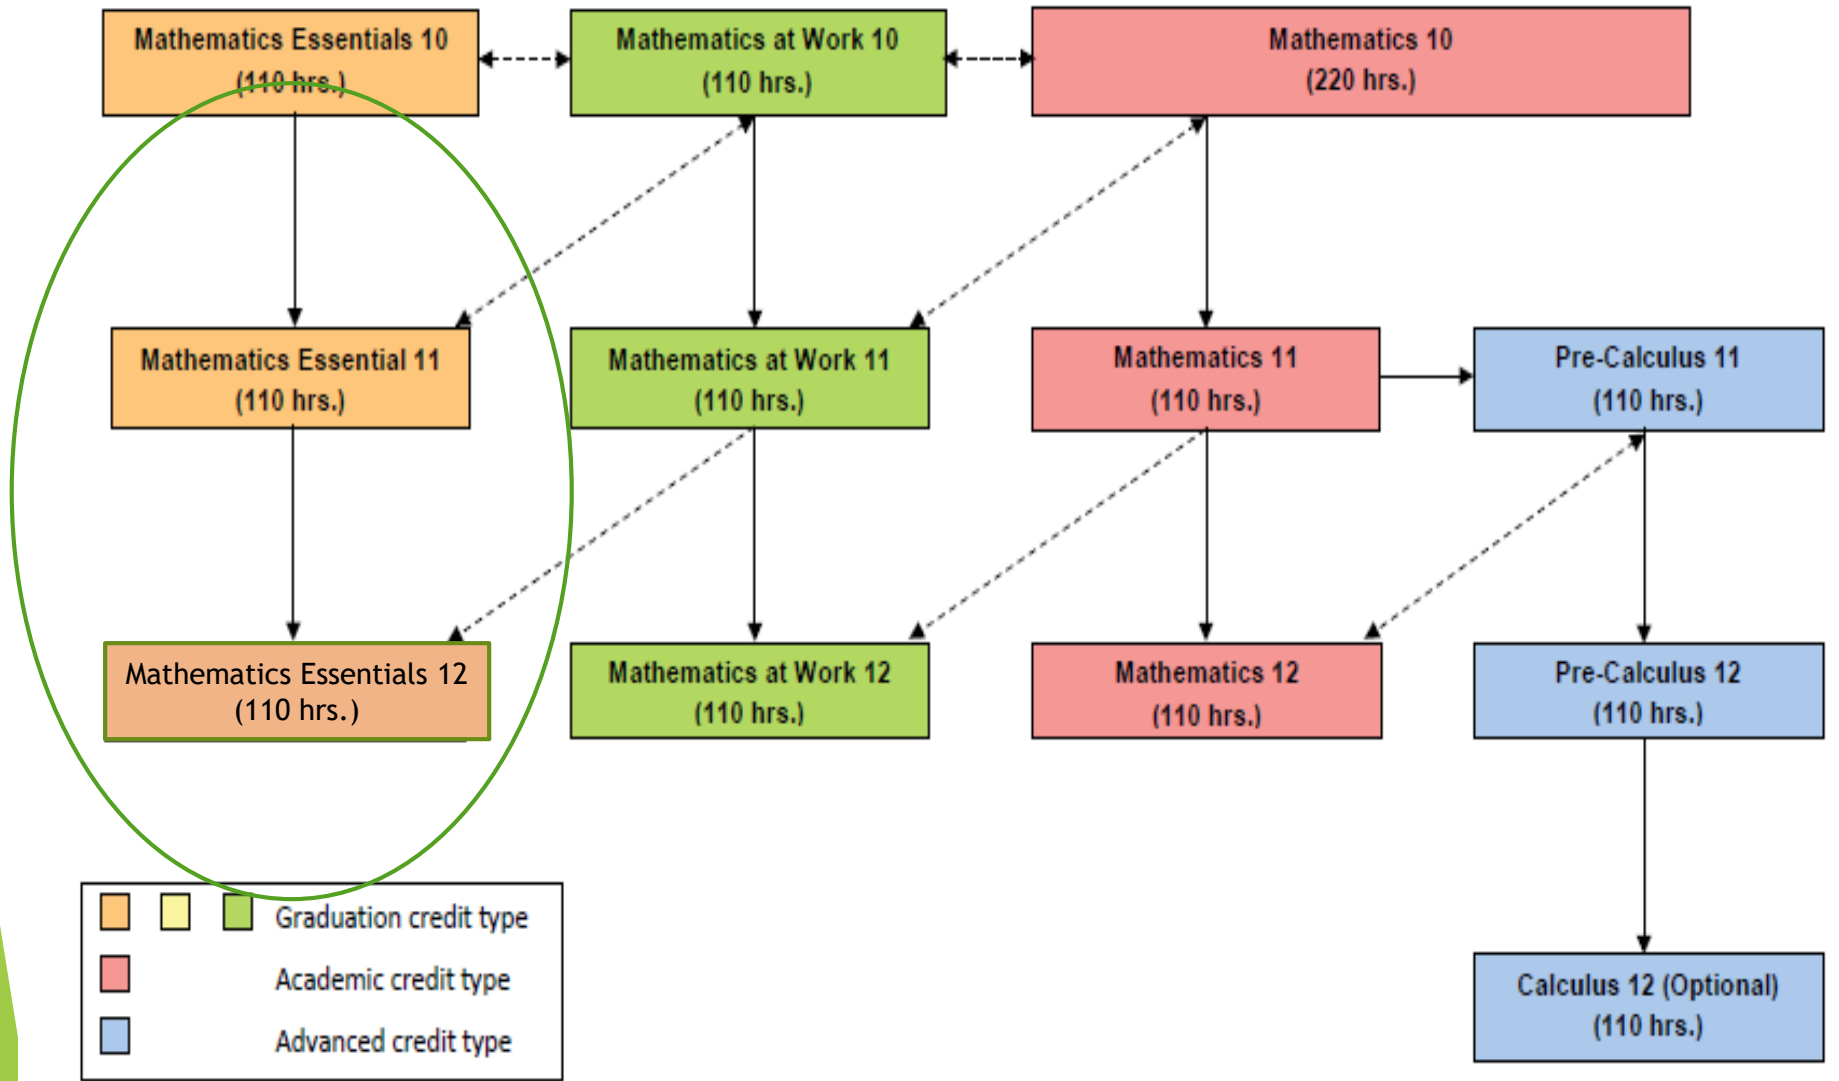 Mathematics Essentials 10
(110 hrs.)
Mathematics at Work 10
(110 hrs.)
Mathematics 10
(220 hrs.)
Mathematics Essential 11
(110 hrs.)
Mathematics at Work 11
(110 hrs.)
Mathematics 11
(110 hrs.)
Pre-Calculus 11
(110 hrs.)
Mathematics Essentials 12
(110 hrs.)
Mathematics at Work 12
(110 hrs.)
Mathematics 12
(110 hrs.)
Pre-Calculus 12
(110 hrs.)
Graduation credit type
Academic credit type
Advanced credit type
Calculus 12 (Optional)
(110 hrs.)